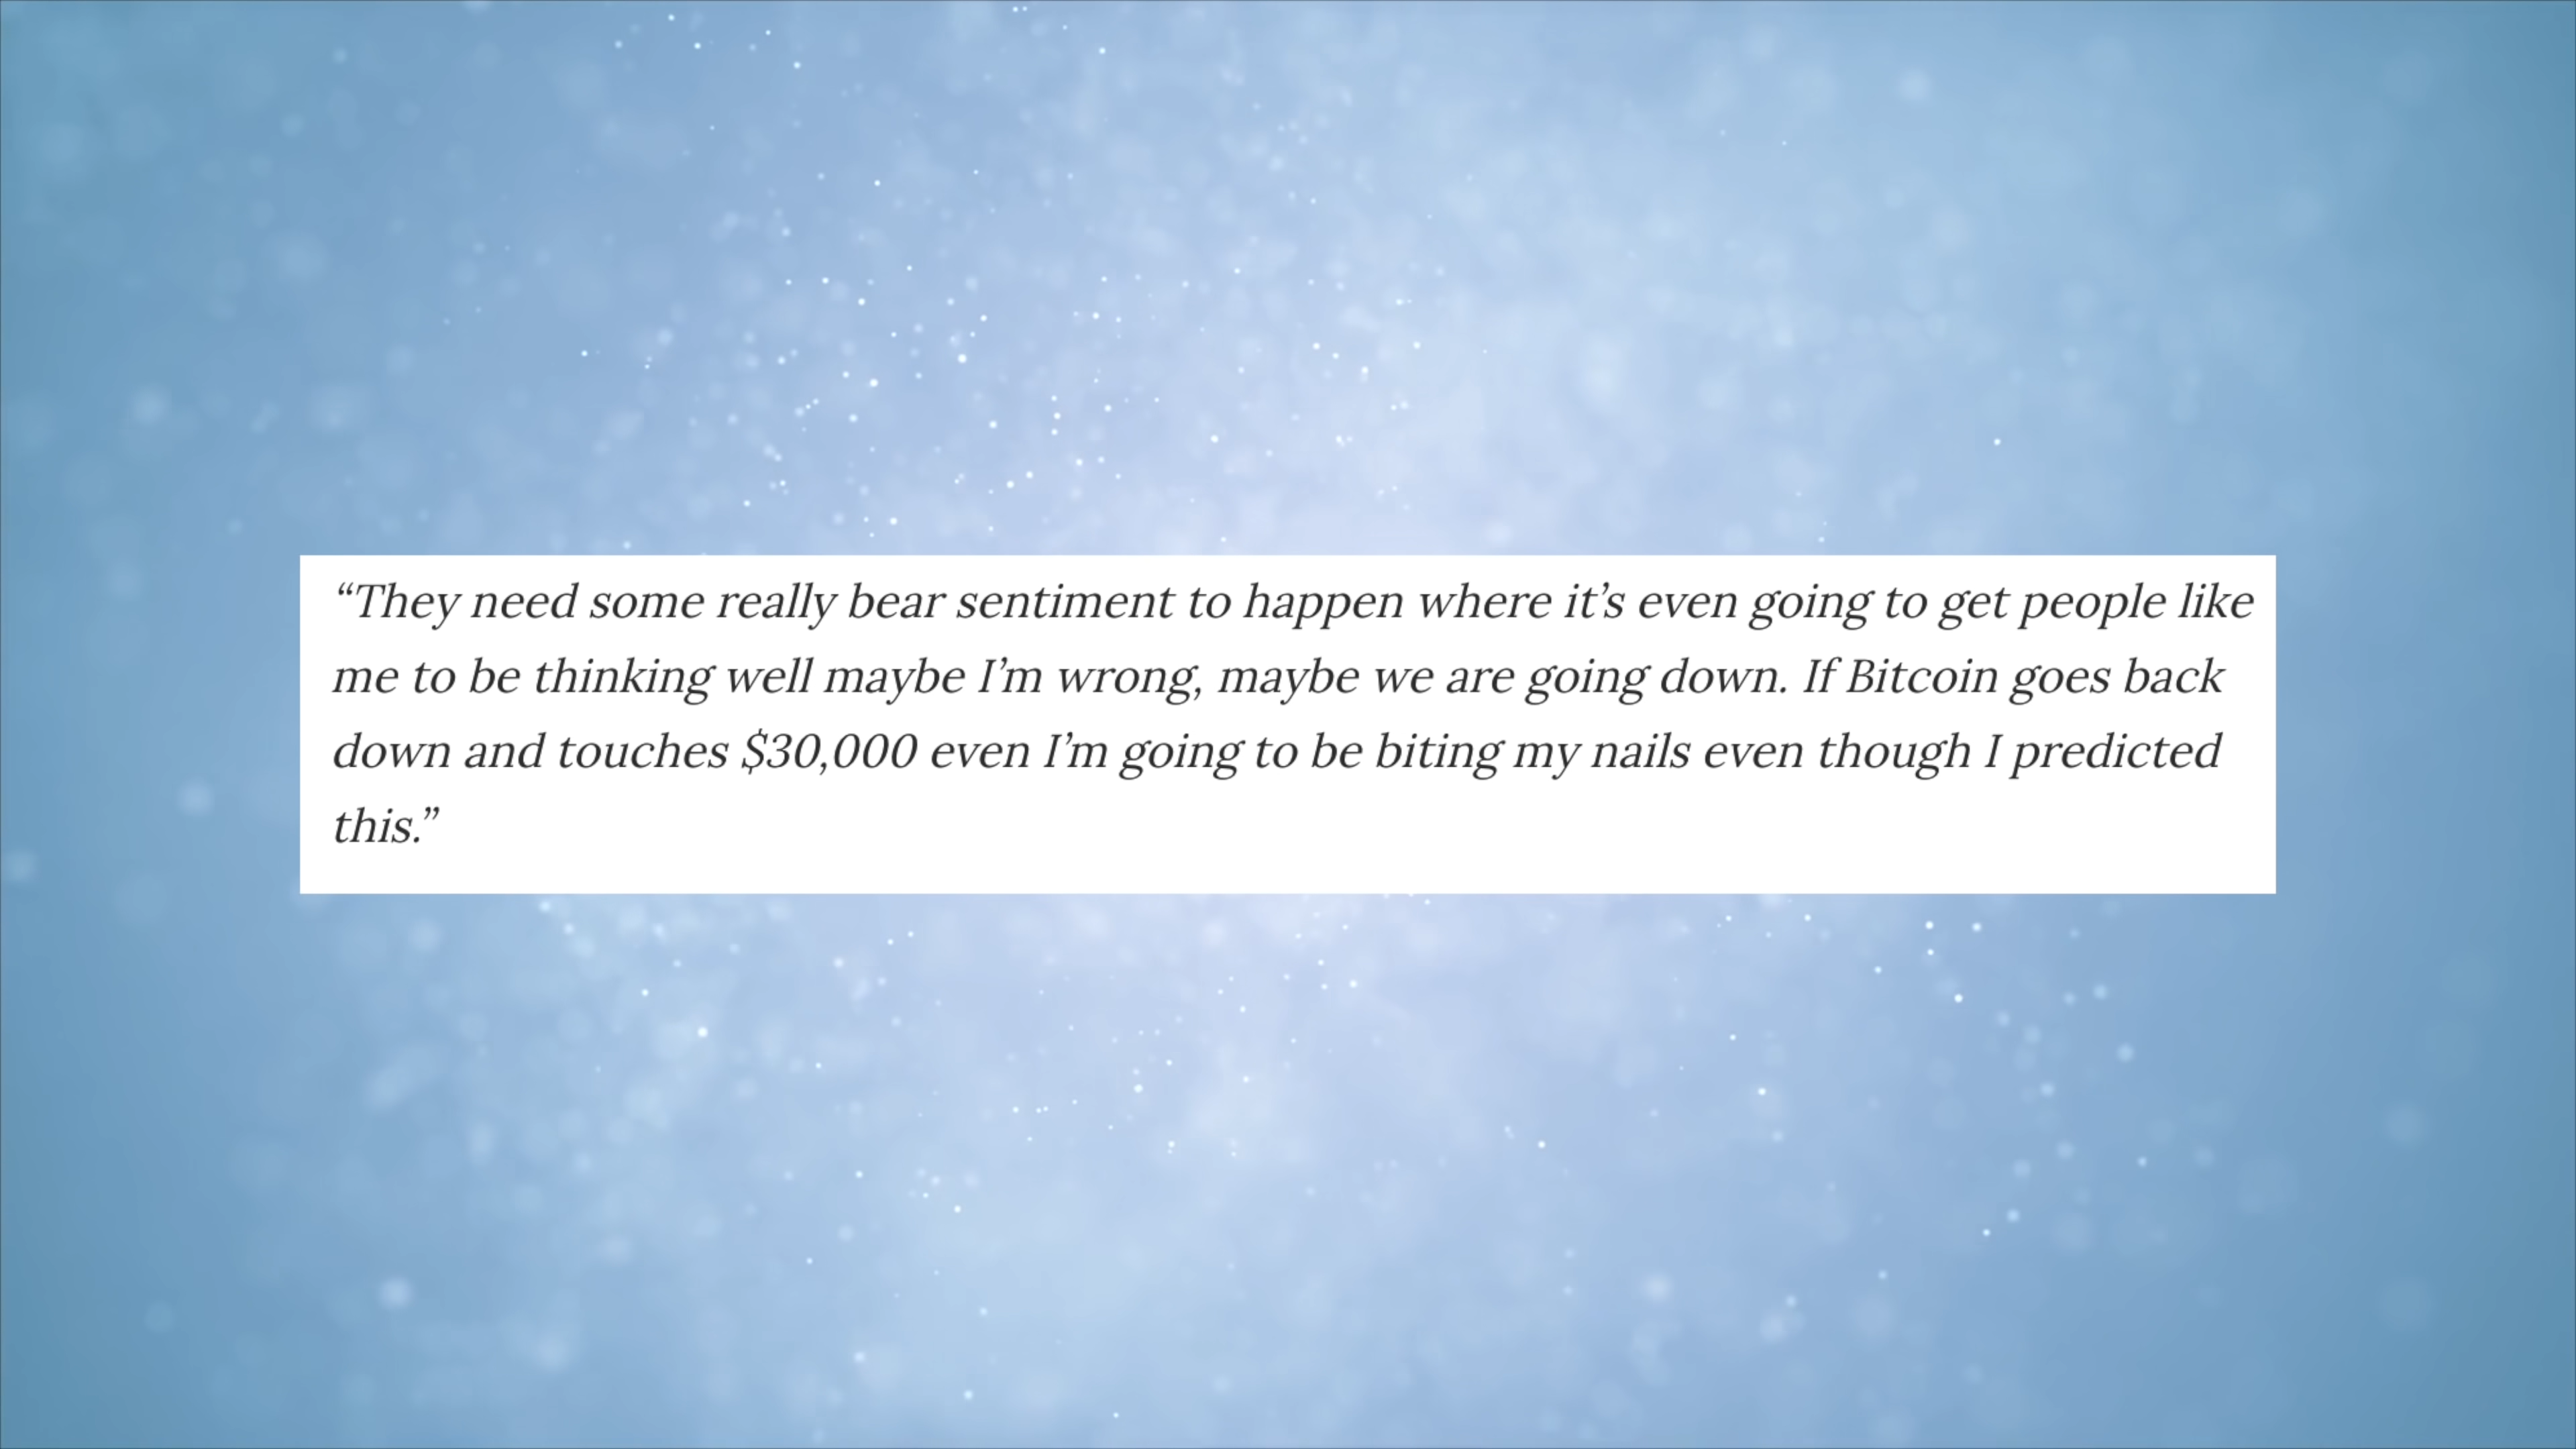 “They need some really bear sentiment to happen where it’s even going to get people like
me to be thinking well maybe I’m wrong, maybe we are going down. If Bitcoin goes back
down and touches $30,000 even I’m going to be biting my nails even though I predicted
this.”